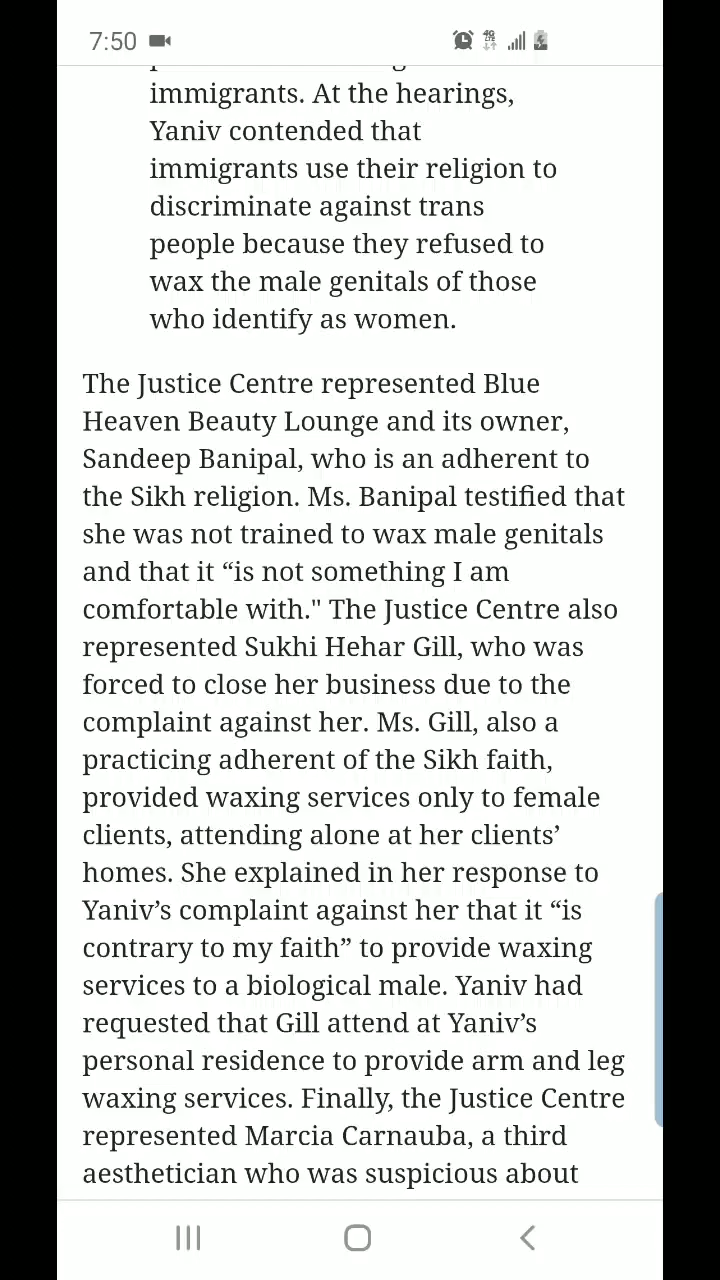 7:50
immigrants. At the hearings,
Yaniv contended that
immigrants use their religion to
discriminate against trans
people because they refused to
wax the male genitals of those
who identify as women.
The Justice Centre represented Blue
Heaven Beauty Lounge and its owner,
Sandeep Banipal, who is an adherent to
the Sikh religion. Ms. Banipal testified that
she was not trained to wax male genitals
and that it “is not something I am
comfortable with." The Justice Centre also
represented Sukhi Hehar Gill, who was
forced to close her business due to the
complaint against her. Ms. Gill, also a
practicing adherent of the Sikh faith,
provided waxing services only to female
clients, attending alone at her clients’
homes. She explained in her response to
Yaniv’s complaint against her that it “is
contrary to my faith” to provide waxing
services to a biological male. Yaniv had
requested that Gill attend at Yaniv’s
personal residence to provide arm and leg
waxing services. Finally, the Justice Centre
represented Marcia Carnauba, a third
aesthetician who was suspicious about